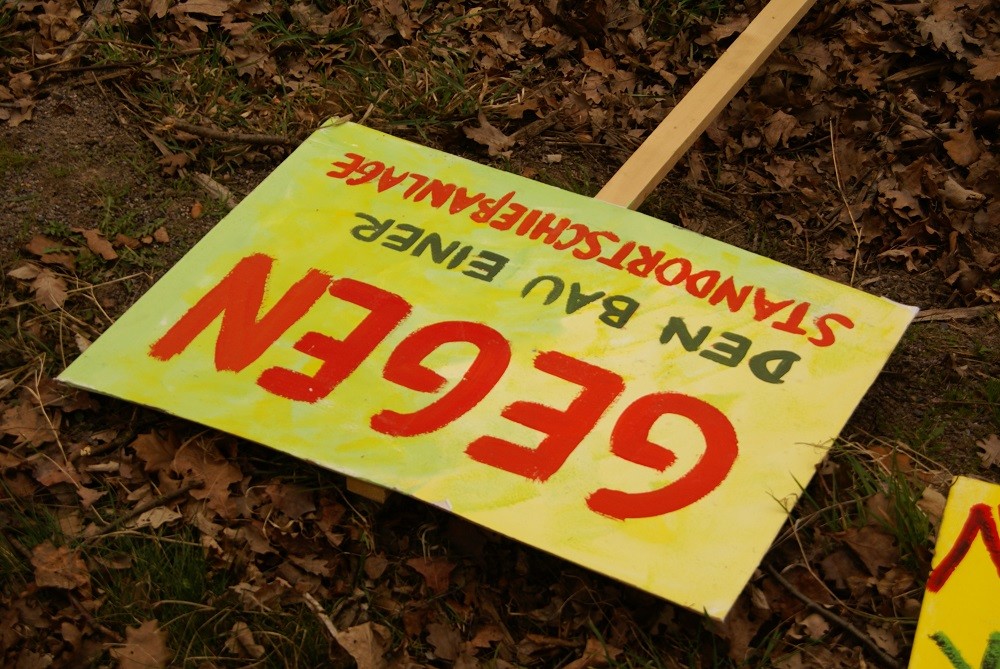 GEGEN
DEN BAU EINER
STANDORTSCHIEßANLAGE